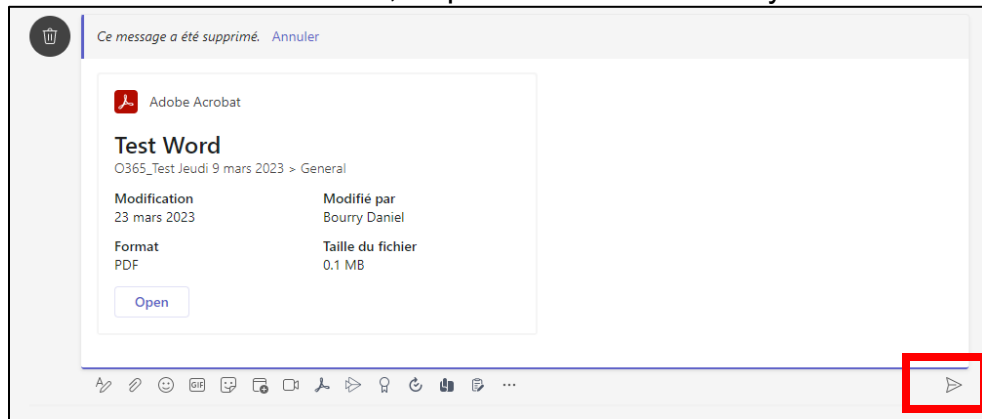 Ce message a été supprimé. Annuler
Adobe Acrobat
Test Word
O365_Test Jeudi 9 mars 2023 > General
Modification Modifié par
23 mars 2023 Bourry Daniel
Format Taille du fichier
PDF 0.1 MB
Open
GIF